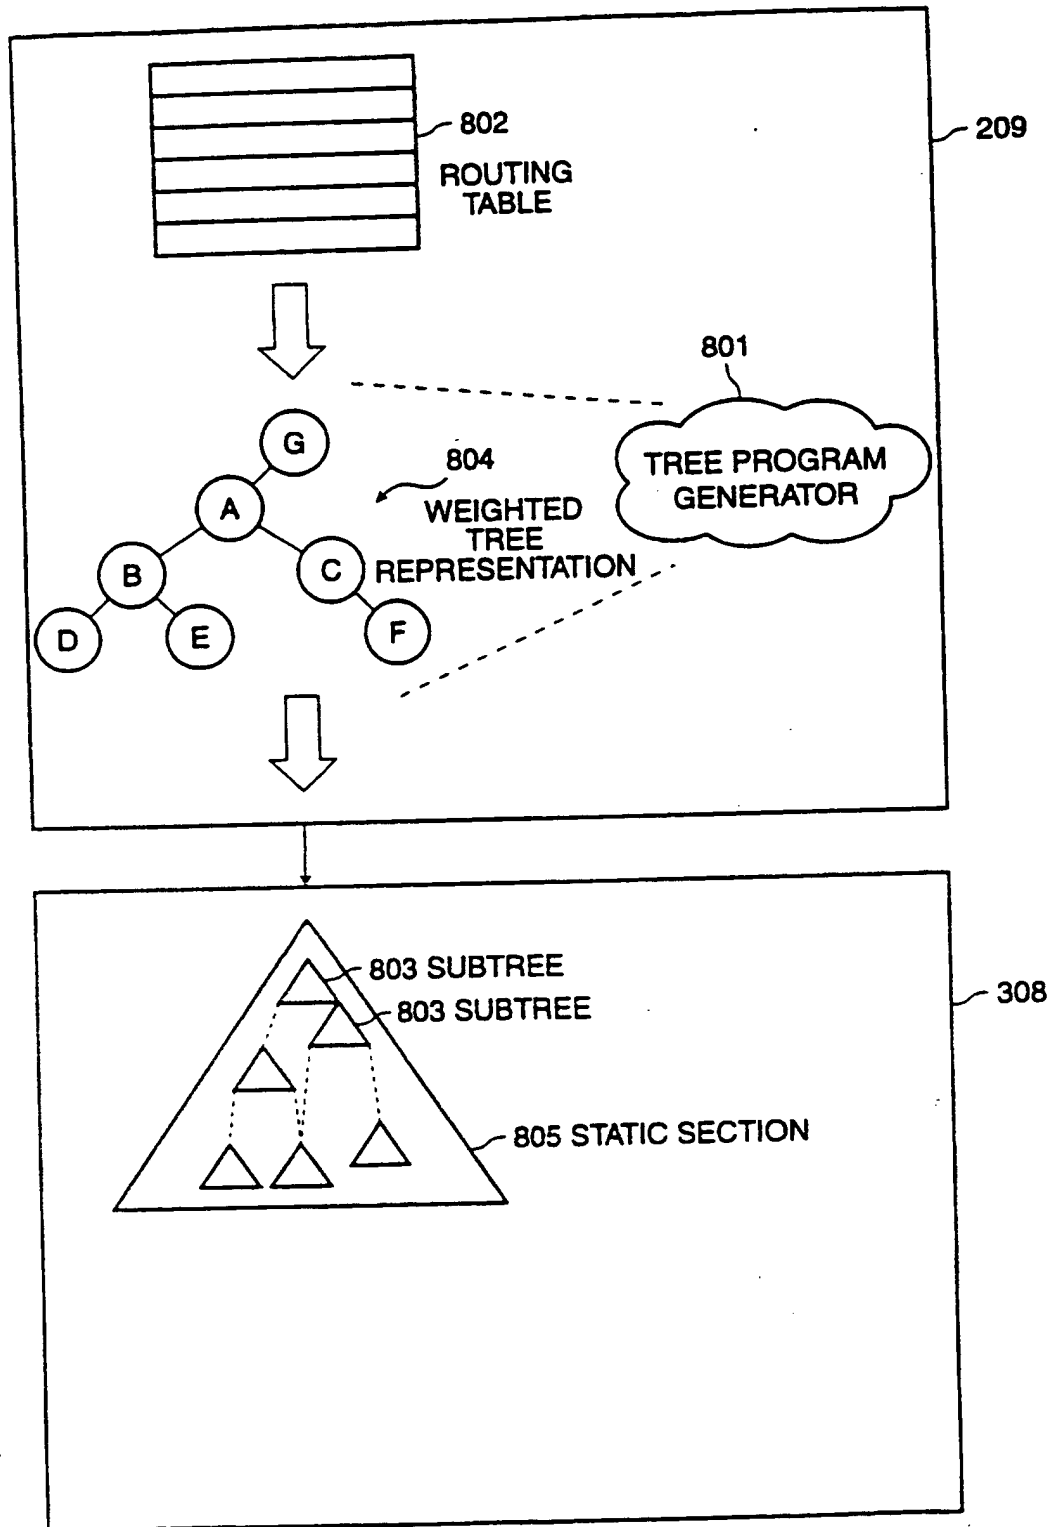 802
ROUTING
TABLE
209
801
TREE PROGRAM
GENERATOR
G
804
A
WEIGHTED
TREE
REPRESENTATION
B
C
D
E
F
803 SUBTREE
803 SUBTREE
308
805 STATIC SECTION